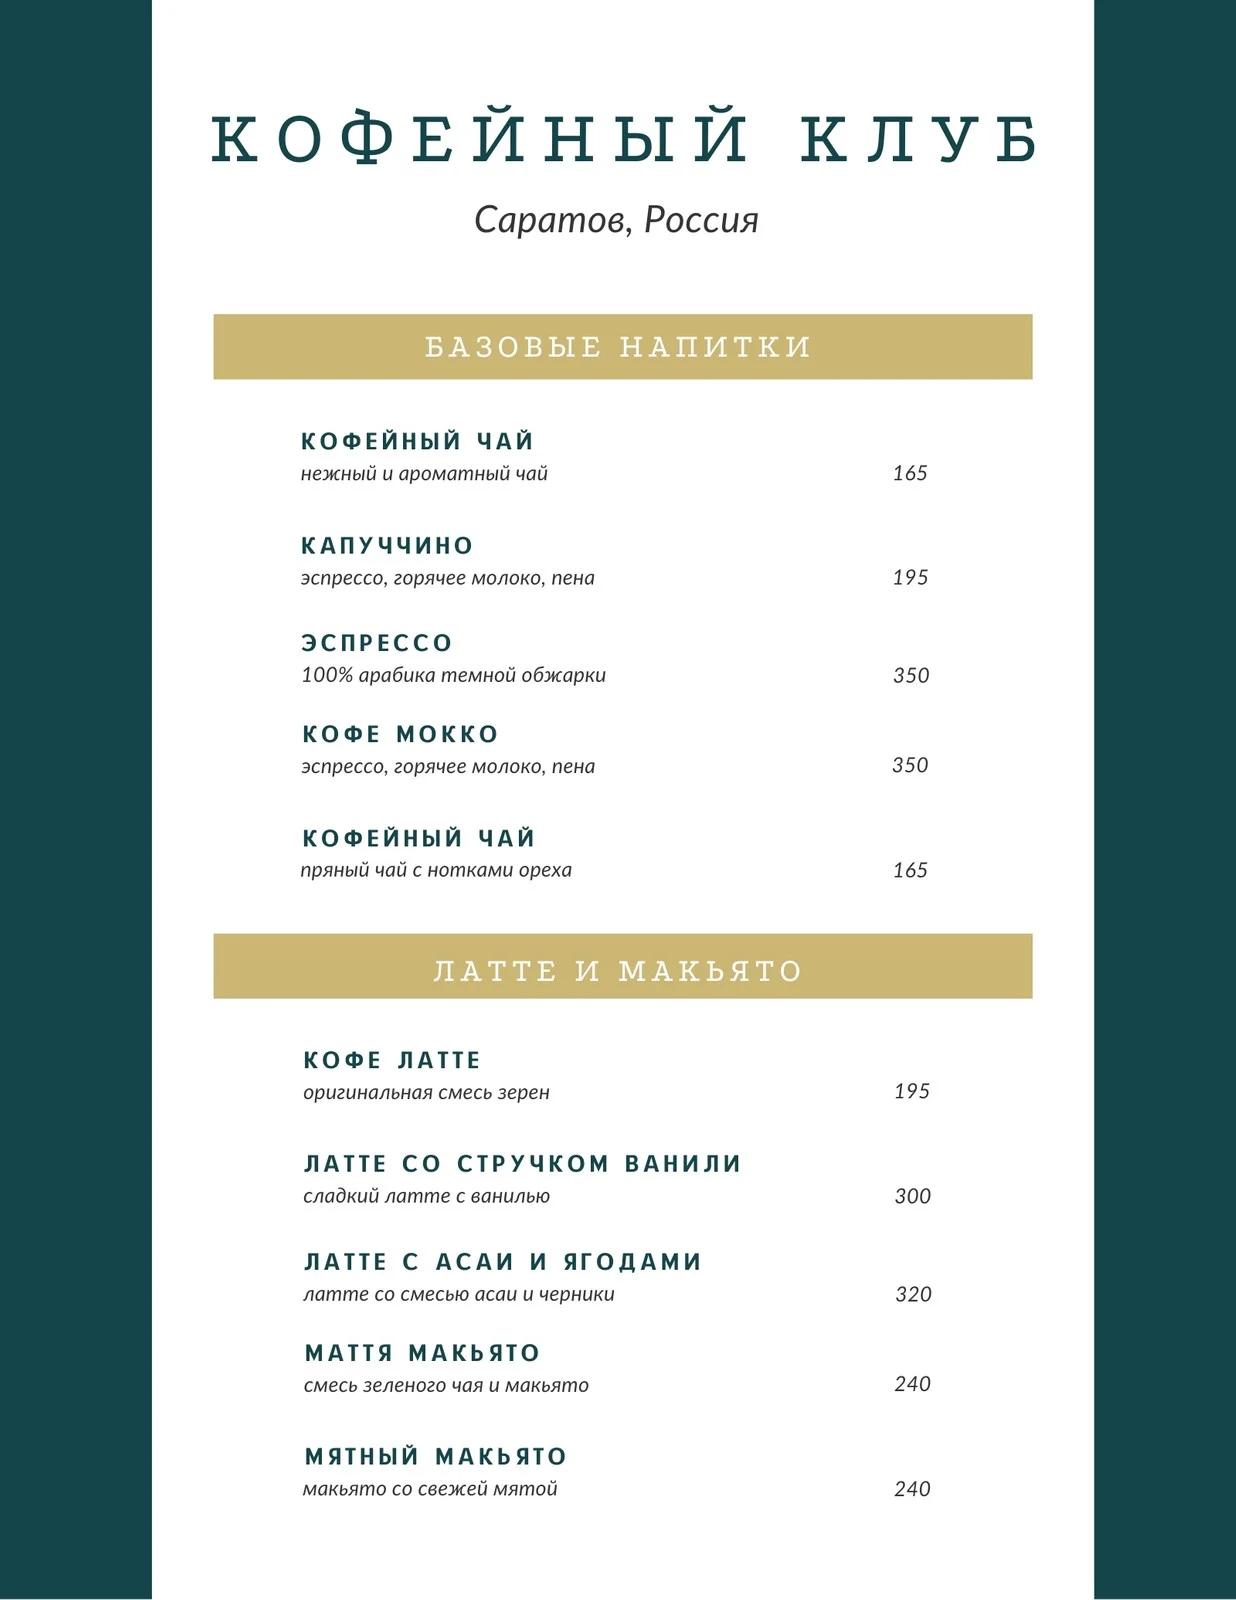 КОФЕЙНЫЙ КЛУБ
Саратов, Россия
БАЗОВЫЕ НАПИТКИ
КОФЕЙНЫЙ ЧАЙ
нежный и ароматный чай 165
КАПУЧЧИНО
эспрессо, горячее молоко, пена 195
ЭСПРЕССО
100% арабика темной обжарки 350
КОФЕ МОККО
эспрессо, горячее молоко, пена 350
КОФЕЙНЫЙ ЧАЙ
пряный чай с нотками ореха 165
ЛАТТЕ И МАКЬЯТО
КОФЕ ЛАТТЕ
оригинальная смесь зерен 195
ЛАТТЕ СО СТРУЧКОМ ВАНИЛИ
сладкий латте с ванилью 300
ЛАТТЕ С АСАИ И ЯГОДАМИ
латте со смесью асаи и черники 320
МАТТЯ МАКЬЯТО
смесь зеленого чая и макьято 240
МЯТНЫЙ МАКЬЯТО
макьято со свежей мятой 240